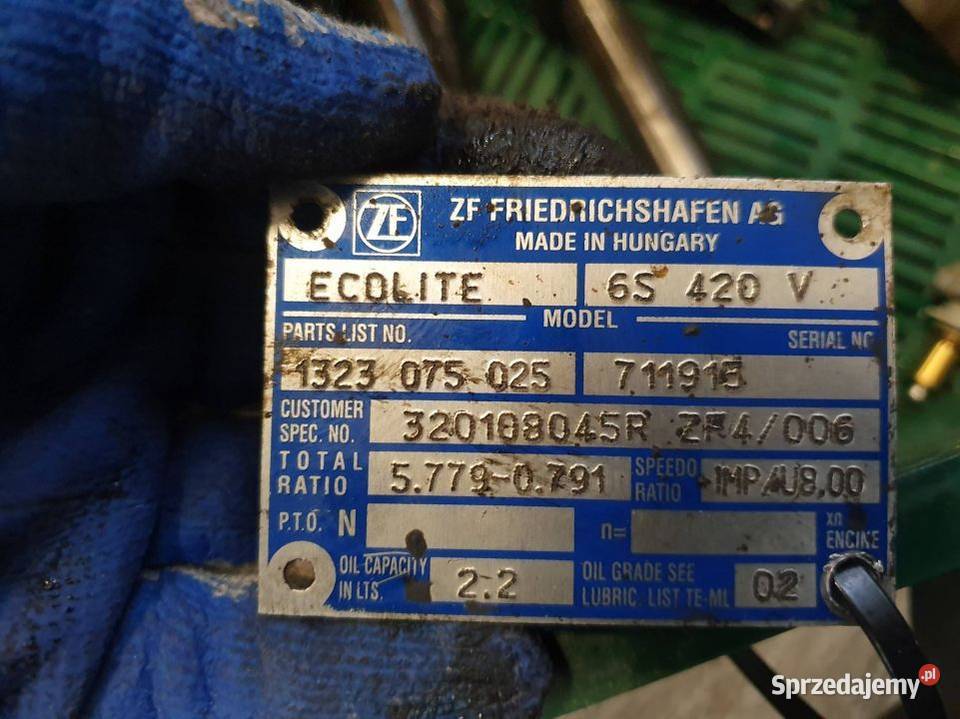 ZF ZF FRIEDRICHSHAFEN AG
MADE IN HUNGARY
ECOLITE 6S 420 V
MODEL
PARTS LIST NO. SERIAL NO
1323 075 025 711918
CUSTOMER SPEC. NO. 320108045R ZF4/006
TOTAL RATIO 5.779-0.791 SPEEDO RATIO IMP/U8,00
P.T.O. N n= xn ENGINE
OIL CAPACITY IN LTS. 2.2 OIL GRADE SEE LUBRIC. LIST TE-ML 02
Sprzedajemy.pl